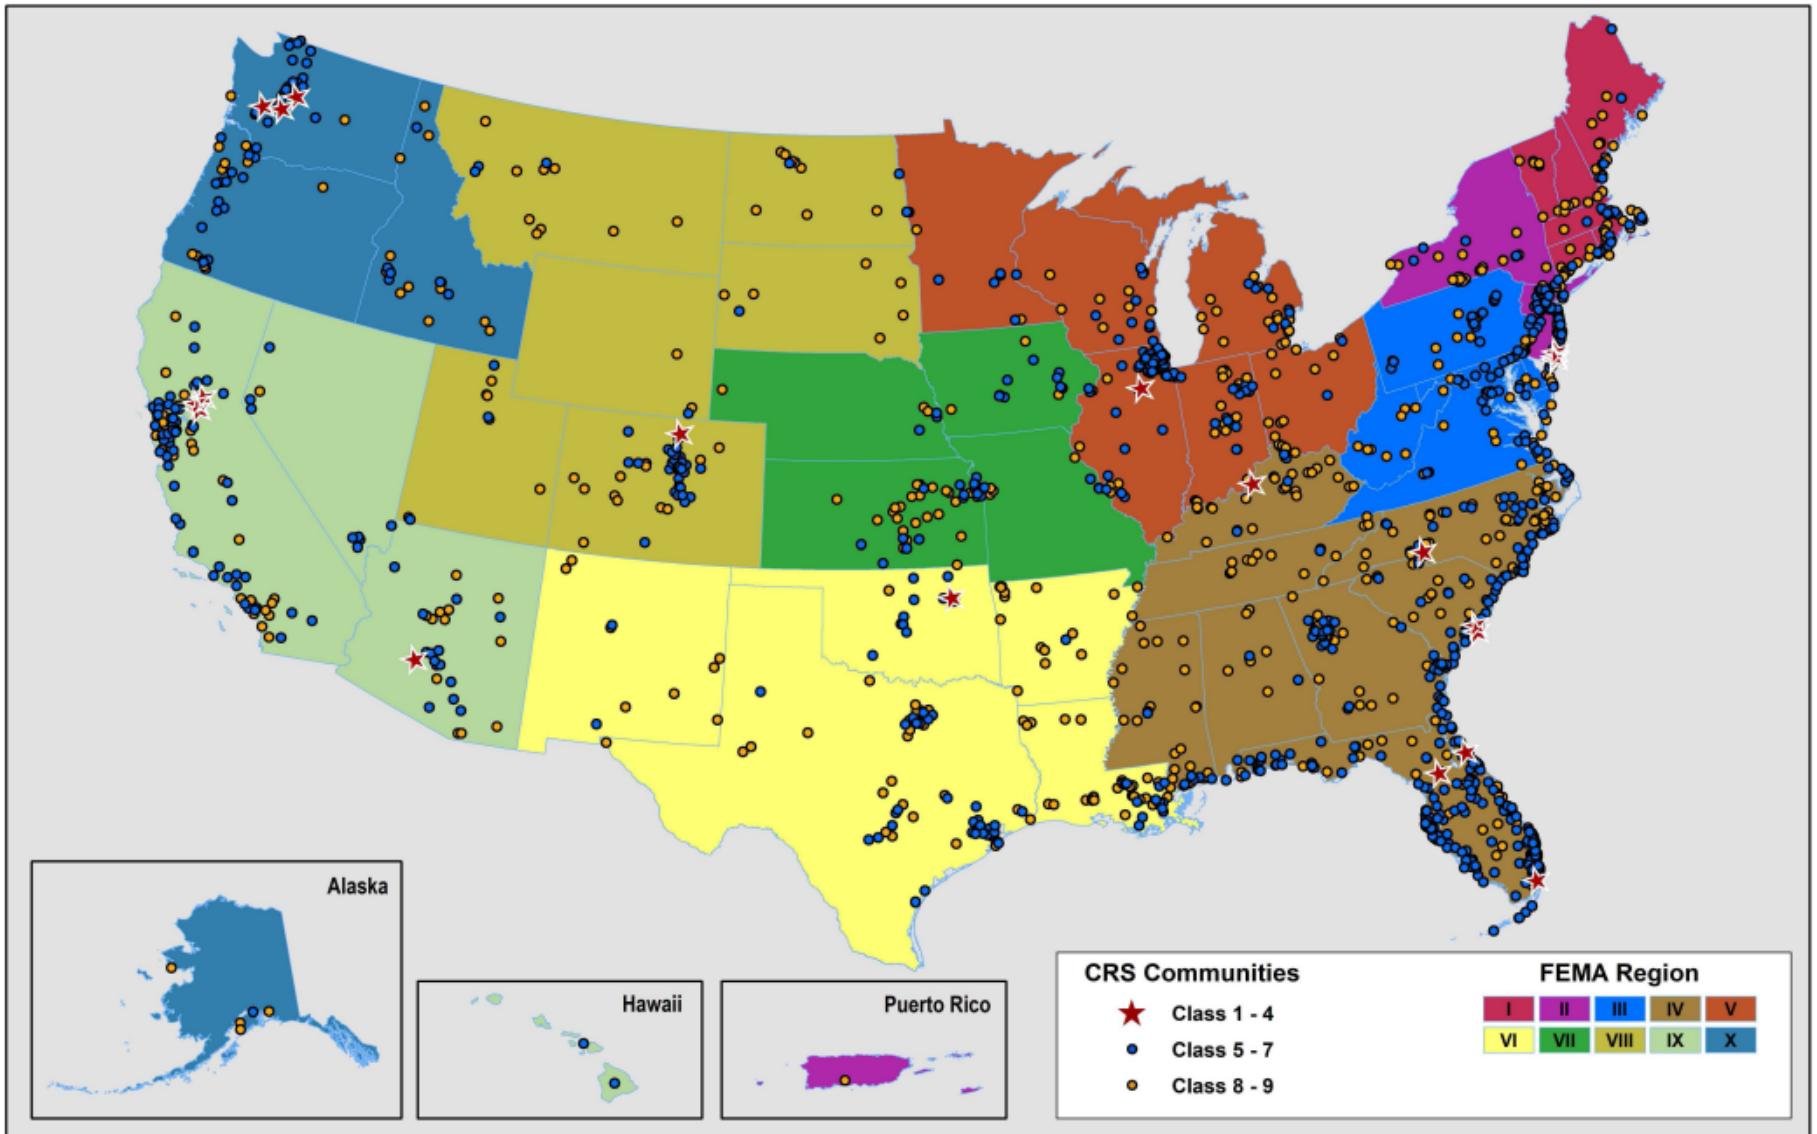 Alaska
Hawaii
Puerto Rico
CRS Communities
Class 1 - 4
Class 5 - 7
Class 8 - 9
FEMA Region
I II III IV V
VI VII VIII IX X